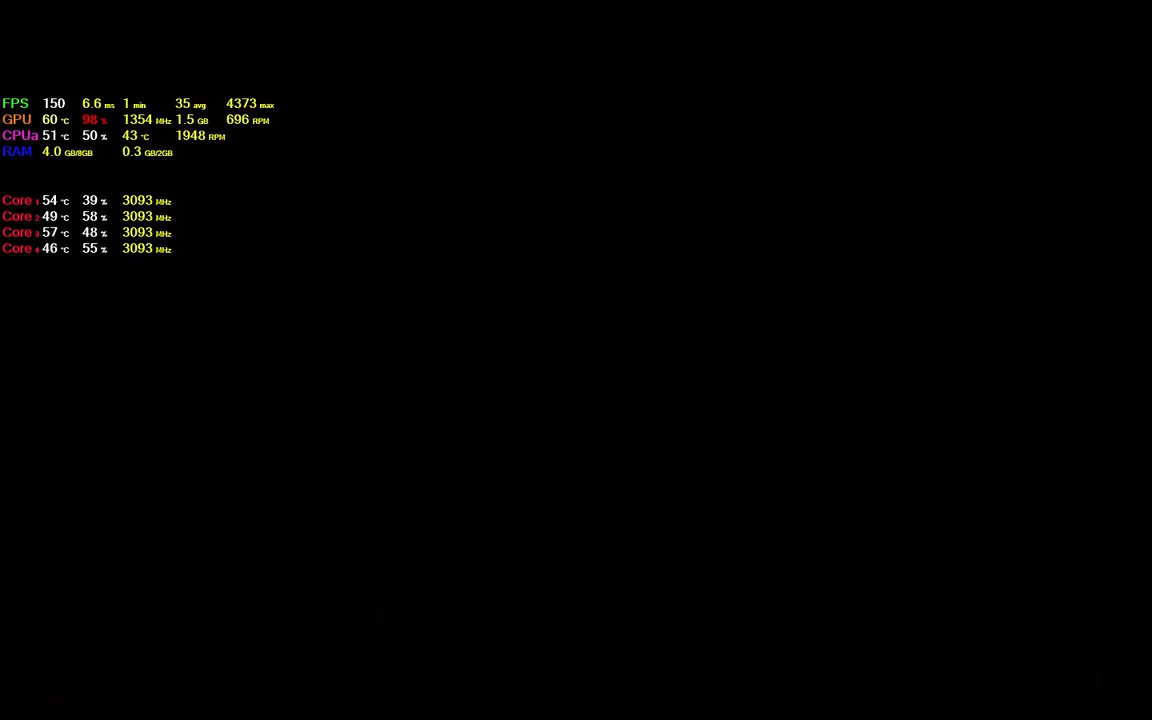 FPS 150 6.6 ms 1 min 35 avg 4373 max
GPU 60 °C 98 % 1354 MHz 1.5 GB 696 RPM
CPUa 51 °C 50 % 43 °C 1948 RPM
RAM 4.0 GB/8GB 0.3 GB/2GB
Core 1 54 °C 39 % 3093 MHz
Core 2 49 °C 58 % 3093 MHz
Core 3 57 °C 48 % 3093 MHz
Core 4 46 °C 55 % 3093 MHz